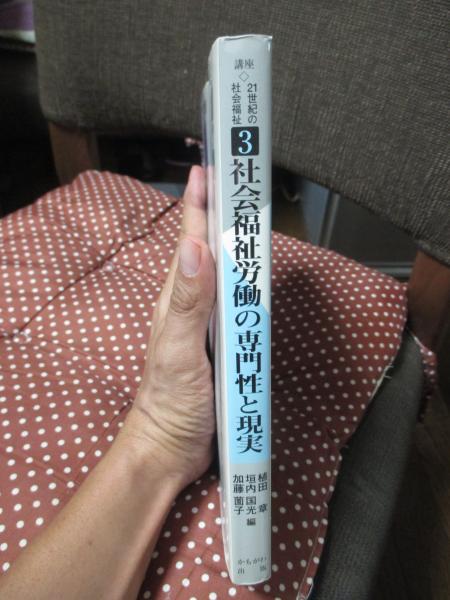 講座
◇
21世紀の
社会福祉
3
社会福祉労働の専門性と現実
植田 章
垣内国光 編
加藤薗子
かもがわ
出版